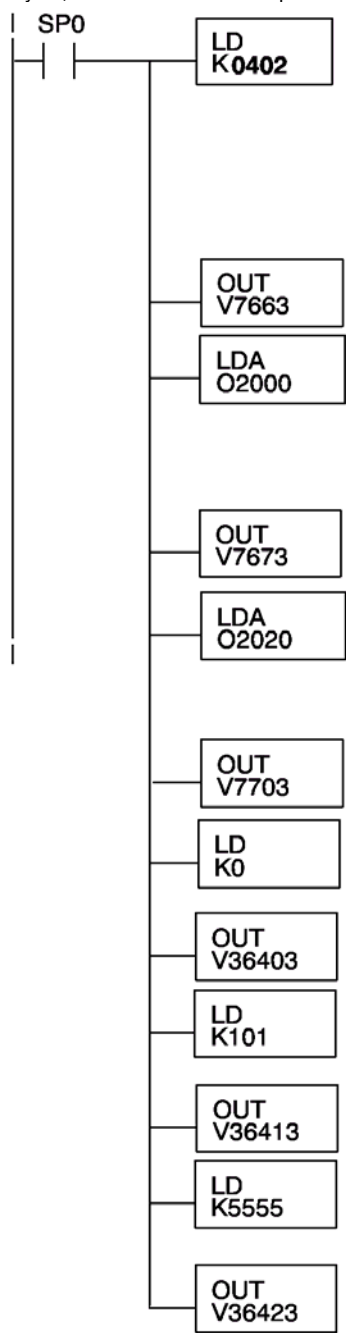 SP0
LD
K0402
OUT
V7663
LDA
O2000
OUT
V7673
LDA
O2020
OUT
V7703
LD
K0
OUT
V36403
LD
K101
OUT
V36413
LD
K5555
OUT
V36423